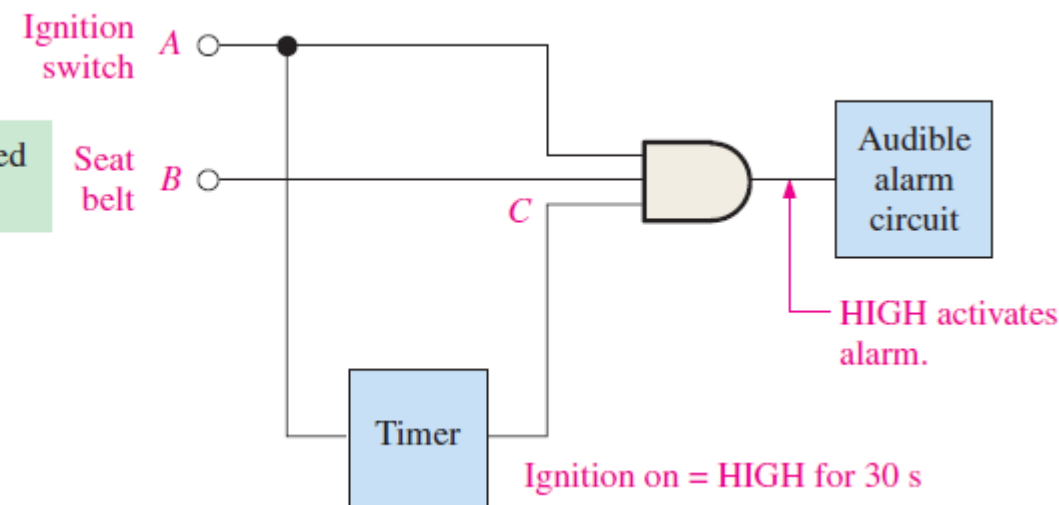 Ignition
switch
A
ed
Seat
belt
B
C
Audible
alarm
circuit
HIGH activates
alarm.
Timer
Ignition on = HIGH for 30 s